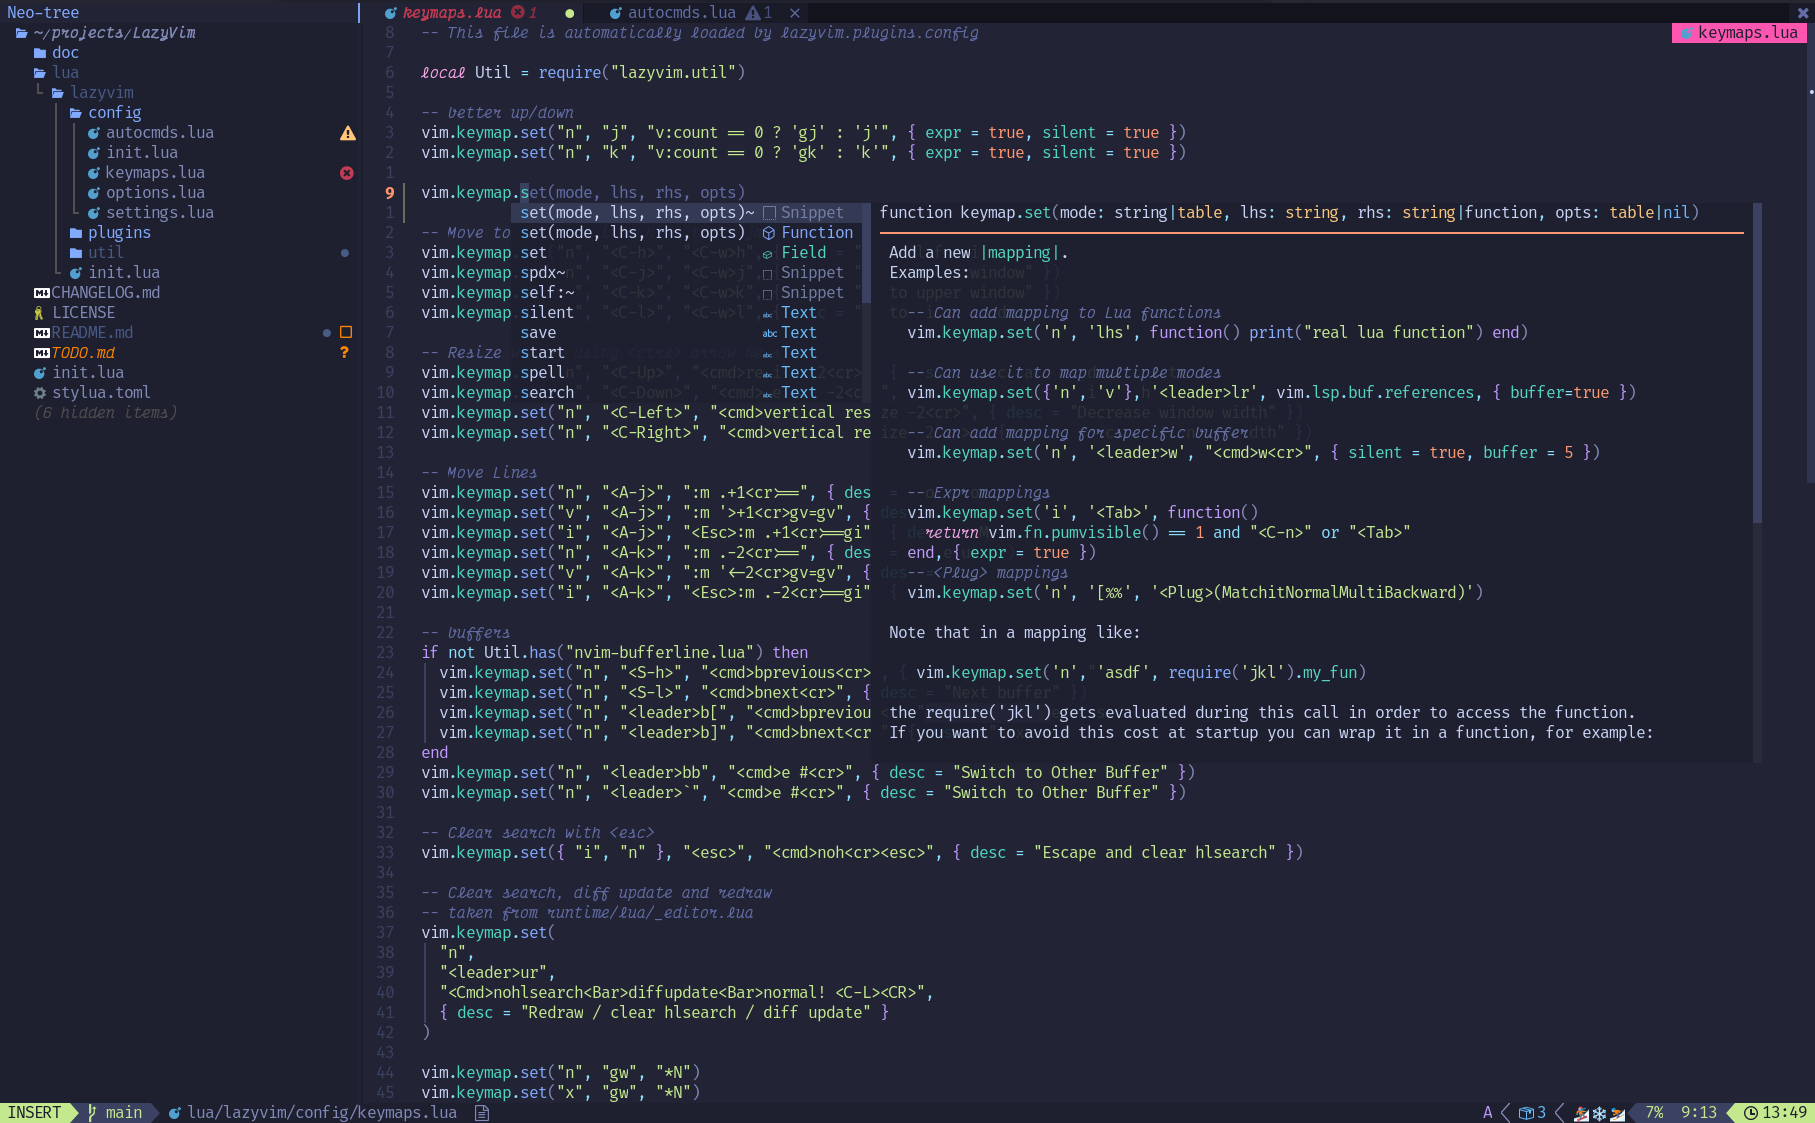 Neo-tree
~/projects/LazyVim
doc
lua
lazyvim
config
autocmds.lua
init.lua
keymaps.lua
options.lua
settings.lua
plugins
util
init.lua
CHANGELOG.md
LICENSE
README.md
TODO.md ?
init.lua
stylua.toml
(6 hidden items)
keymaps.lua 1
autocmds.lua 1
keymaps.lua
8 -- This file is automatically loaded by lazyvim.plugins.config
7
6 local Util = require("lazyvim.util")
5
4 -- better up/down
3 vim.keymap.set("n", "j", "v:count == 0 ? 'gj' : 'j'", { expr = true, silent = true })
2 vim.keymap.set("n", "k", "v:count == 0 ? 'gk' : 'k'", { expr = true, silent = true })
1
9 vim.keymap.set(mode, lhs, rhs, opts)
1
2 -- Move to
3 vim.keymap
4 vim.keymap
5 vim.keymap
6 vim.keymap
7
8 -- Resize
9 vim.keymap
10 vim.keymap
11 vim.keymap.set("n", "<C-Left>", "<cmd>vertical resize -2<cr>", { desc = "Decrease window width" })
12 vim.keymap.set("n", "<C-Right>", "<cmd>vertical re
13
14 -- Move Lines
15 vim.keymap.set("n", "<A-j>", ":m .+1<cr>==", { des
16 vim.keymap.set("v", "<A-j>", ":m '>+1<cr>gv=gv", {
17 vim.keymap.set("i", "<A-j>", "<Esc>:m .+1<cr>==gi"
18 vim.keymap.set("n", "<A-k>", ":m .-2<cr>==", { des
19 vim.keymap.set("v", "<A-k>", ":m '<-2<cr>gv=gv", {
20 vim.keymap.set("i", "<A-k>", "<Esc>:m .-2<cr>==gi"
21
22 -- buffers
23 if not Util.has("nvim-bufferline.lua") then
24 vim.keymap.set("n", "<S-h>", "<cmd>bprevious<cr>
25 vim.keymap.set("n", "<S-l>", "<cmd>bnext<cr>", { desc = "Next buffer" })
26 vim.keymap.set("n", "<leader>b[", "<cmd>bpreviou
27 vim.keymap.set("n", "<leader>b]", "<cmd>bnext<cr
28 end
29 vim.keymap.set("n", "<leader>bb", "<cmd>e #<cr>", { desc = "Switch to Other Buffer" })
30 vim.keymap.set("n", "<leader>`", "<cmd>e #<cr>", { desc = "Switch to Other Buffer" })
31
32 -- Clear search with <esc>
33 vim.keymap.set({ "i", "n" }, "<esc>", "<cmd>noh<cr><esc>", { desc = "Escape and clear hlsearch" })
34
35 -- Clear search, diff update and redraw
36 -- taken from runtime/lua/_editor.lua
37 vim.keymap.set(
38 "n",
39 "<leader>ur",
40 "<Cmd>nohlsearch<Bar>diffupdate<Bar>normal! <C-L><CR>",
41 { desc = "Redraw / clear hlsearch / diff update" }
42 )
43
44 vim.keymap.set("n", "gw", "*N")
45 vim.keymap.set("x", "gw", "*N")
set(mode, lhs, rhs, opts)~ Snippet
set(mode, lhs, rhs, opts) Function
set Field
spdx~ Snippet
self:~ Snippet
silent Text
save Text
start Text
spell Text
search Text
function keymap.set(mode: string|table, lhs: string, rhs: string|function, opts: table|nil)
Add a new |mapping|.
Examples:
-- Can add mapping to Lua functions
vim.keymap.set('n', 'lhs', function() print("real lua function") end)
-- Can use it to map multiple modes
vim.keymap.set({'n', 'v'}, '<leader>lr', vim.lsp.buf.references, { buffer=true })
-- Can add mapping for specific buffer
vim.keymap.set('n', '<leader>w', "<cmd>w<cr>", { silent = true, buffer = 5 })
-- Expr mappings
vim.keymap.set('i', '<Tab>', function()
return vim.fn.pumvisible() == 1 and "<C-n>" or "<Tab>"
end, { expr = true })
-- <Plug> mappings
vim.keymap.set('n', '[%%', '<Plug>(MatchitNormalMultiBackward)')
Note that in a mapping like:
vim.keymap.set('n', 'asdf', require('jkl').my_fun)
the require('jkl') gets evaluated during this call in order to access the function.
If you want to avoid this cost at startup you can wrap it in a function, for example:
INSERT main lua/lazyvim/config/keymaps.lua A 3 7% 9:13 13:49